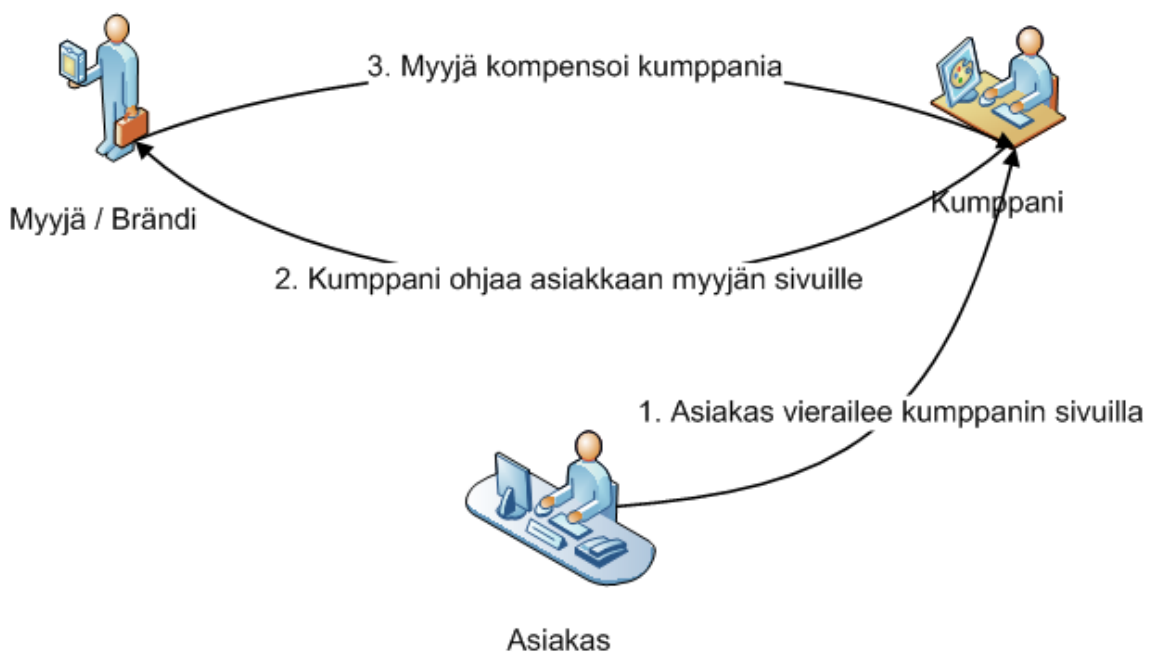 3. Myyjä kompensoi kumppania
Myyjä / Brändi
Kumppani
2. Kumppani ohjaa asiakkaan myyjän sivuille
1. Asiakas vierailee kumppanin sivuilla
Asiakas